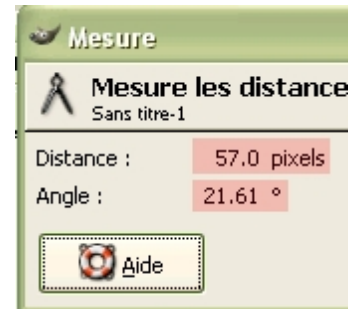 Mesure
Mesure les distance
Sans titre-1
Distance : 57.0 pixels
Angle : 21.61 °
Aide